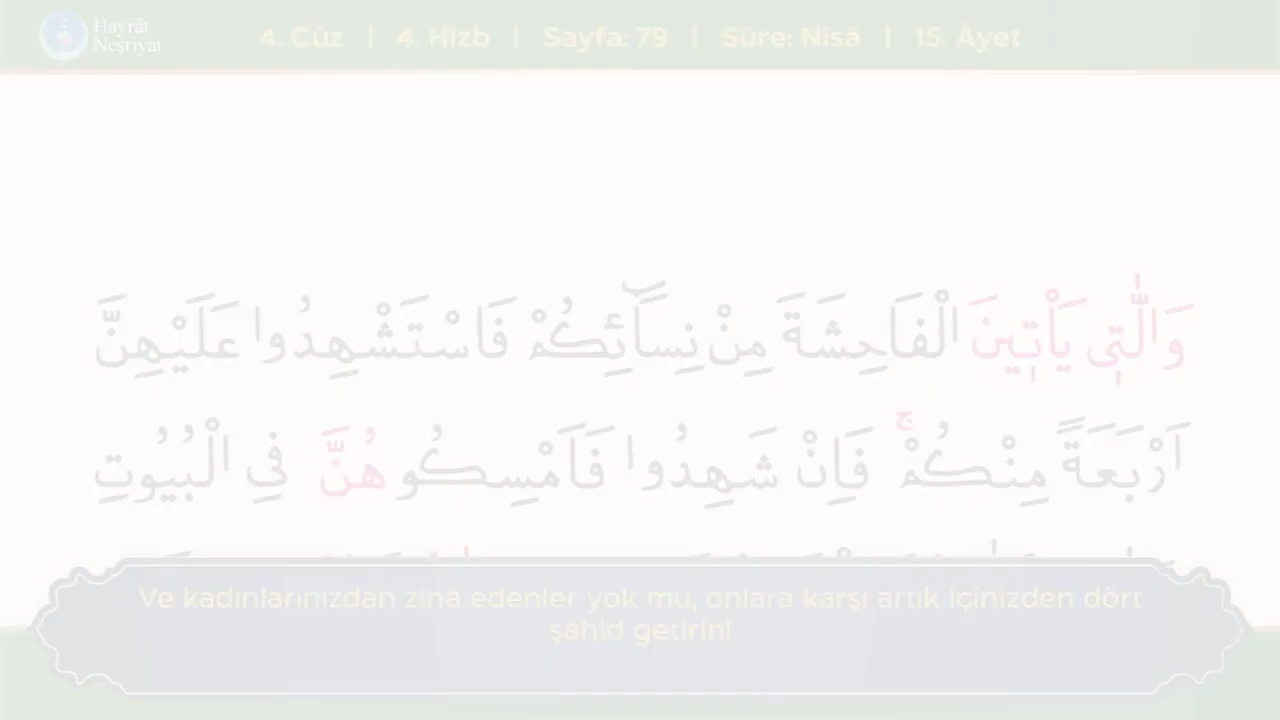 Hayrât
Neşriyat
4. Cüz | 4. Hizb | Sayfa: 79 | Sûre: Nisâ | 15. Âyet
وَالّٰت۪ي يَأْت۪ينَ الْفَاحِشَةَ مِنْ نِسَٓائِكُمْ فَاسْتَشْهِدُوا عَلَيْهِنَّ
اَرْبَعَةً مِنْكُمْۚ فَاِنْ شَهِدُوا فَاَمْسِكُوهُنَّ فِي الْبُيُوتِ
Ve kadınlarınızdan zina edenler yok mu, onlara karşı artık içinizden dört
şâhid getirin!